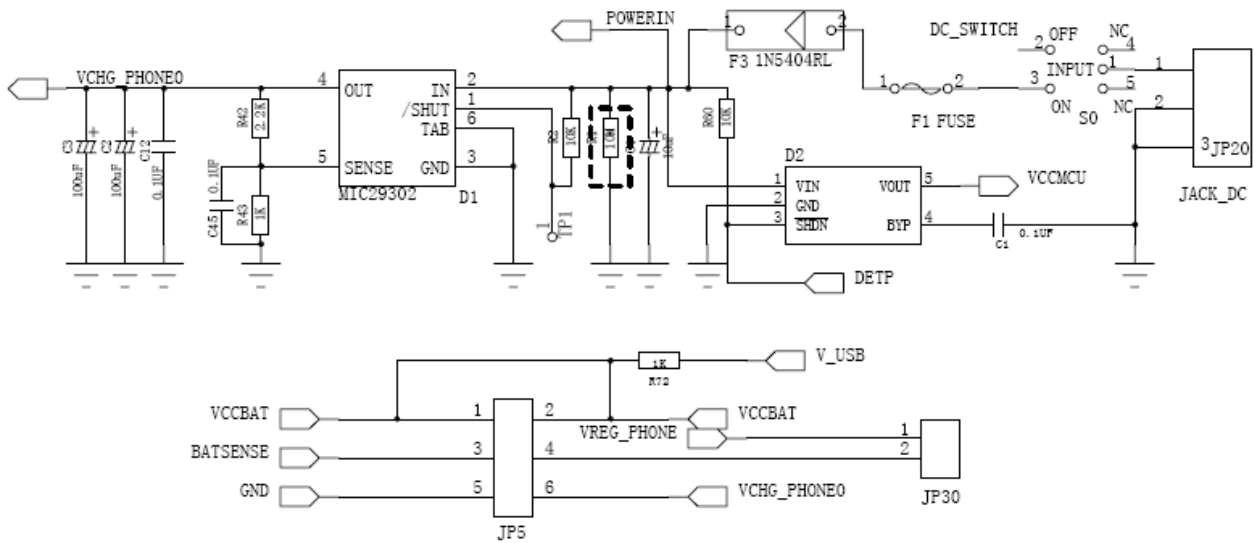 POWERIN
1
2
F3 1N5404RL
DC_SWITCH
OFF
2
NC
4
INPUT
1
1
3
ON
5
NC
S0
2
3
JP20
JACK_DC
1
2
F1 FUSE
VCHG_PHONE0
4
OUT
IN
2
/SHUT
1
TAB
6
5
SENSE
GND
3
MIC29302
D1
C3
100uF
C2
100uF
C12
0.1UF
R42
2.2K
0.1UF
C45
R43
1K
R2
10K
1
TP1
10uF
R60
10K
D2
1
VIN
2
GND
3
SHDN
VOUT
5
BYP
4
VCCMCU
C1
0.1UF
DETP
1K
R72
V_USB
VCCBAT
1
2
VCCBAT
VREG_PHONE
BATSENSE
3
4
1
2
GND
5
6
VCHG_PHONE0
JP30
JP5